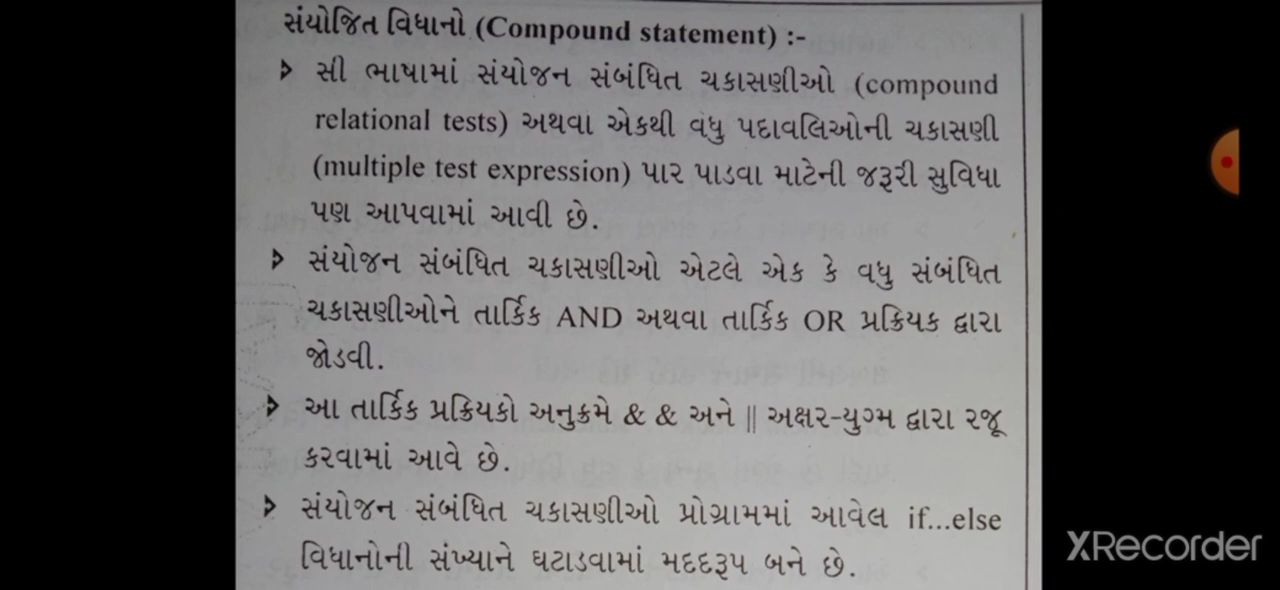 સંયોજિત વિધાનો (Compound statement) :-
સી ભાષામાં સંયોજન સંબંધિત ચકાસણીઓ (compound
relational tests) અથવા એકથી વધુ પદાવલિઓની ચકાસણી
(multiple test expression) પાર પાડવા માટેની જરૂરી સુવિધા
પણ આપવામાં આવી છે.
સંયોજન સંબંધિત ચકાસણીઓ એટલે એક કે વધુ સંબંધિત
ચકાસણીઓને તાર્કિક AND અથવા તાર્કિક OR પ્રક્રિયક દ્વારા
જોડવી.
આ તાર્કિક પ્રક્રિયકો અનુક્રમે & & અને || અક્ષર-યુગ્મ દ્વારા રજૂ
કરવામાં આવે છે.
સંયોજન સંબંધિત ચકાસણીઓ પ્રોગ્રામમાં આવેલ if...else
વિધાનોની સંખ્યાને ઘટાડવામાં મદદરૂપ બને છે.
XRecorder